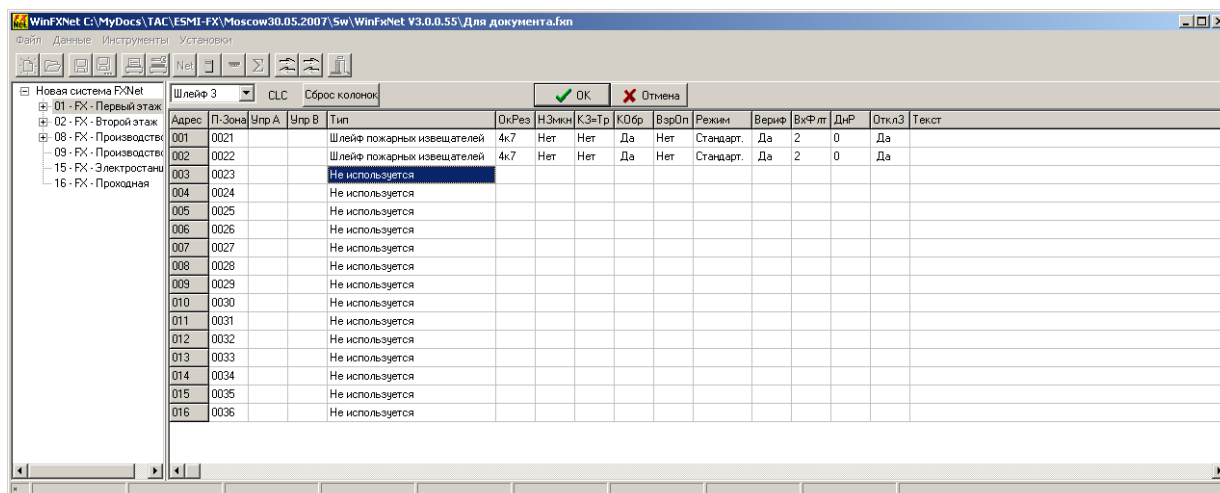 WinFXNet C:\MyDocs\TAC\ESMI-FX\Moscow30.05.2007\Sw\WinFxNet V3.0.0.55\Для документа.fxn
Файл Данные Инструменты Установки
Net Σ
Новая система FXNet
01 - FX - Первый этаж
02 - FX - Второй этаж
08 - FX - Производство
09 - FX - Производство
15 - FX - Электростанц
16 - FX - Проходная
Шлейф 3 CLC Сброс колонок OK Отмена
Адрес П-Зона Упр A Упр B Тип ОкРез НЗмкн КЗ=Тр КОбр ВзрОп Режим Вериф ВхФлт ДнР ОтклЗ Текст
001 0021 Шлейф пожарных извещателей 4к7 Нет Нет Да Нет Стандарт. Да 2 0 Да
002 0022 Шлейф пожарных извещателей 4к7 Нет Нет Да Нет Стандарт. Да 2 0 Да
003 0023 Не используется
004 0024 Не используется
005 0025 Не используется
006 0026 Не используется
007 0027 Не используется
008 0028 Не используется
009 0029 Не используется
010 0030 Не используется
011 0031 Не используется
012 0032 Не используется
013 0033 Не используется
014 0034 Не используется
015 0035 Не используется
016 0036 Не используется